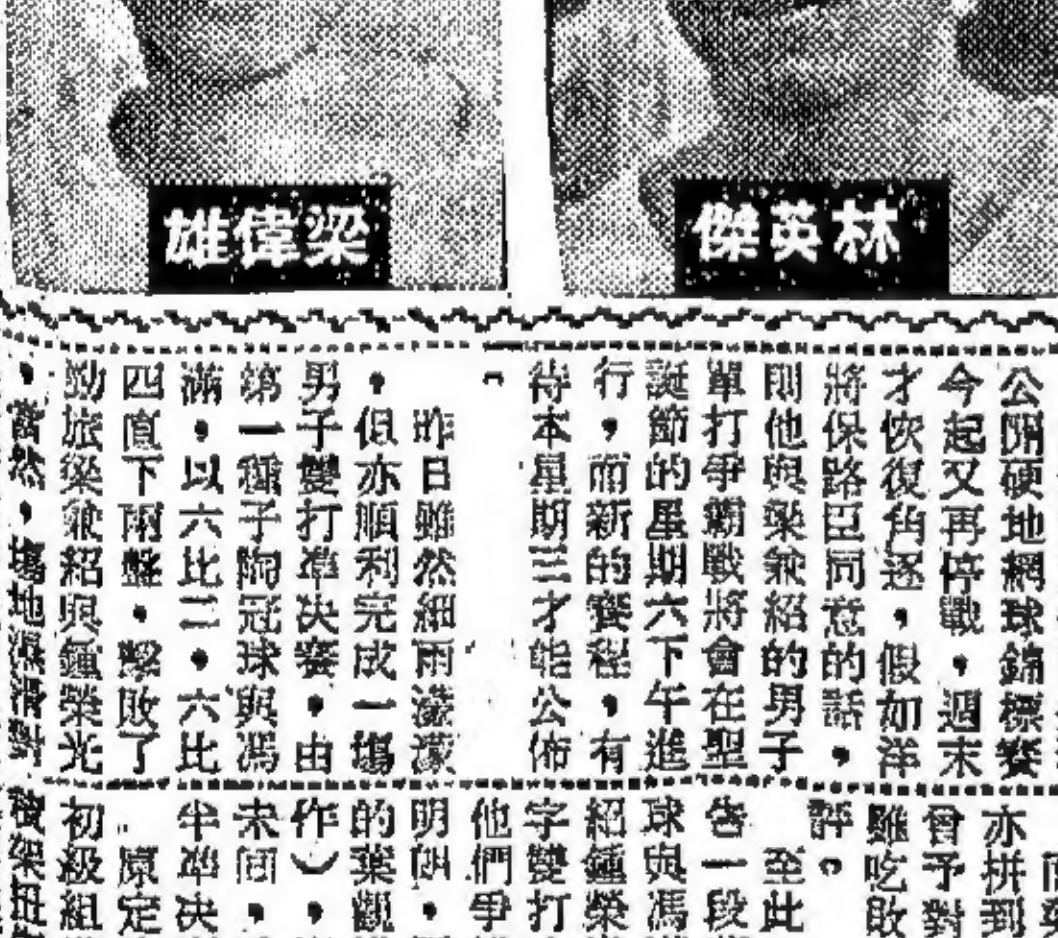 林英傑
梁偉雄
公開硬地網球錦標賽
今起又再停戰，週末
才恢復角逐，假如洋
將保路臣同意的話，
則他與梁兼紹的男子
單打爭霸戰將會在聖
誕節的星期六下午進
行，而新的賽程，有
待本星期三才能公佈
。
昨日雖然細雨濛濛
，但亦順利完成一場
男子雙打準决賽，由
第一種子陶冠球與馮
滿，以六比二，六比
四直下兩盤，擊敗了
勁旅梁兼紹與鍾榮光
，當然，塲地濕滑對
亦拼到
曾予對
雖吃敗
評。
至此
告一段
球與馮
紹鍾榮
字雙打
他們爭
明
的葉觀
作），
未同，
半準决
原定
初級組